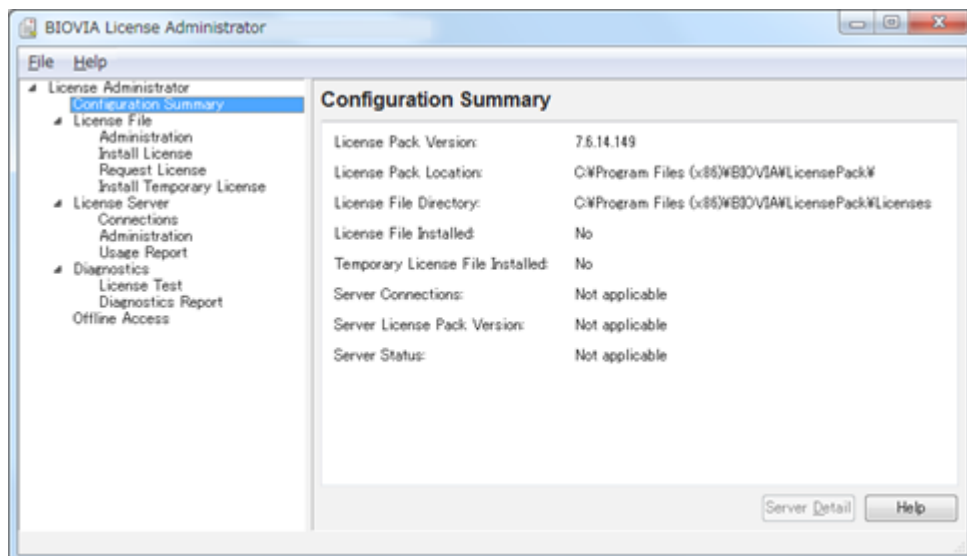 BIOVIA License Administrator
File Help
License Administrator
Configuration Summary
License File
Administration
Install License
Request License
Install Temporary License
License Server
Connections
Administration
Usage Report
Diagnostics
License Test
Diagnostics Report
Offline Access
Configuration Summary
License Pack Version: 7.6.14.149
License Pack Location: C:¥Program Files (x86)¥BIOVIA¥LicensePack¥
License File Directory: C:¥Program Files (x86)¥BIOVIA¥LicensePack¥Licenses
License File Installed: No
Temporary License File Installed: No
Server Connections: Not applicable
Server License Pack Version: Not applicable
Server Status: Not applicable
Server Detail Help